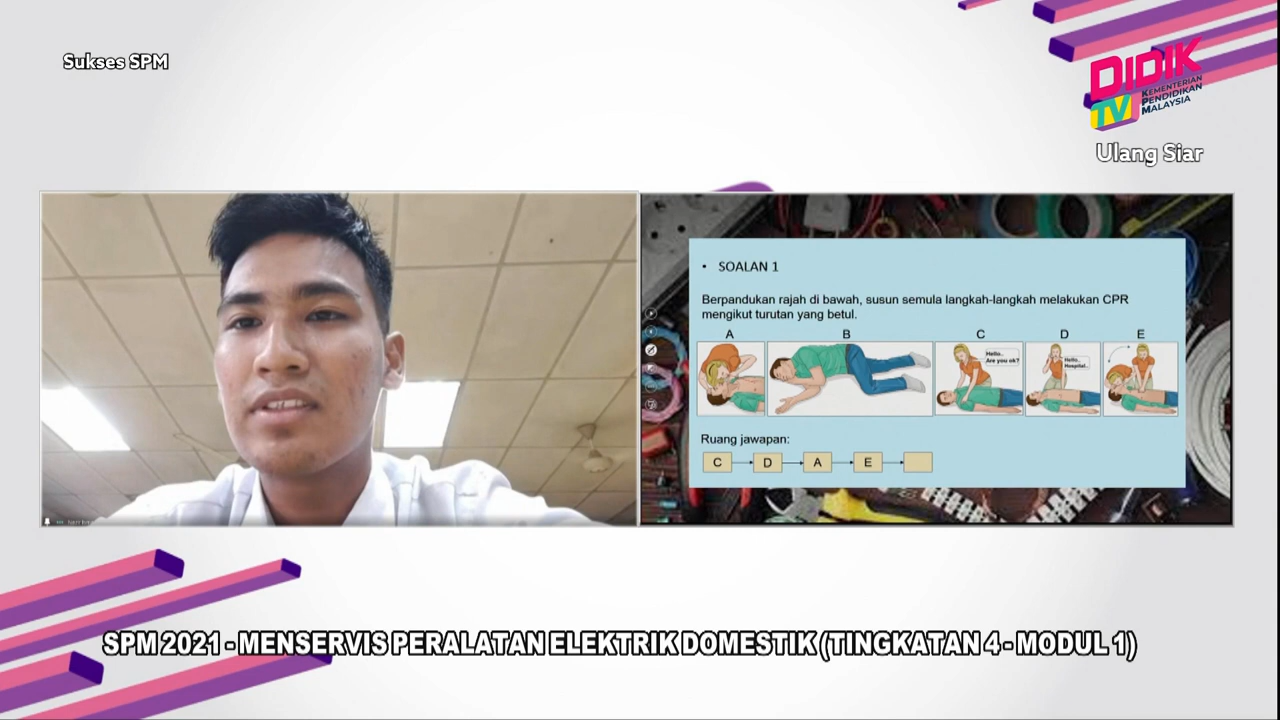 Sukses SPM
DIDIK
TV
KEMENTERIAN
PENDIDIKAN
MALAYSIA
Ulang Siar
• SOALAN 1
Berpandukan rajah di bawah, susun semula langkah-langkah melakukan CPR
mengikut turutan yang betul.
A B C D E
Hello..
Are you ok?
Hello..
Hospital..
Ruang jawapan:
C D A E
SPM 2021 - MENSERVIS PERALATAN ELEKTRIK DOMESTIK (TINGKATAN 4 - MODUL 1)